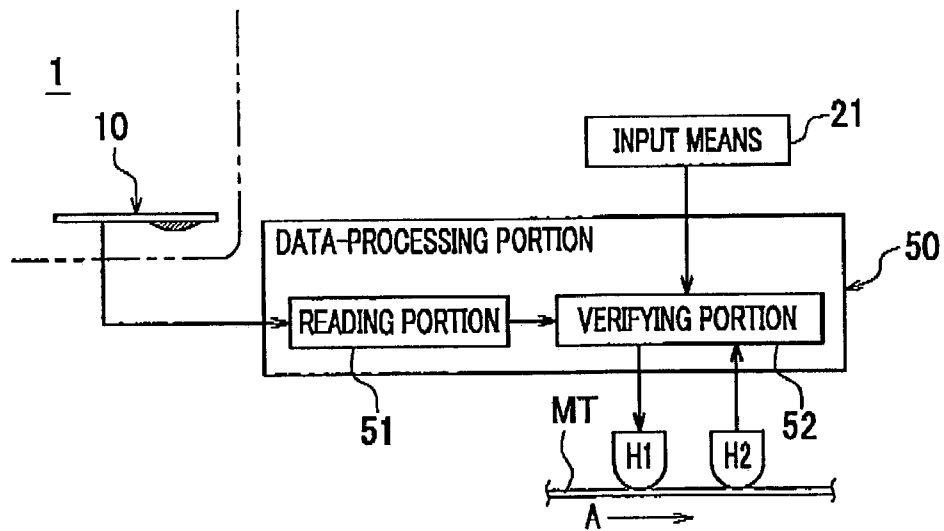 1
10
INPUT MEANS
21
DATA-PROCESSING PORTION
50
READING PORTION
VERIFYING PORTION
51
52
MT
H1
H2
A